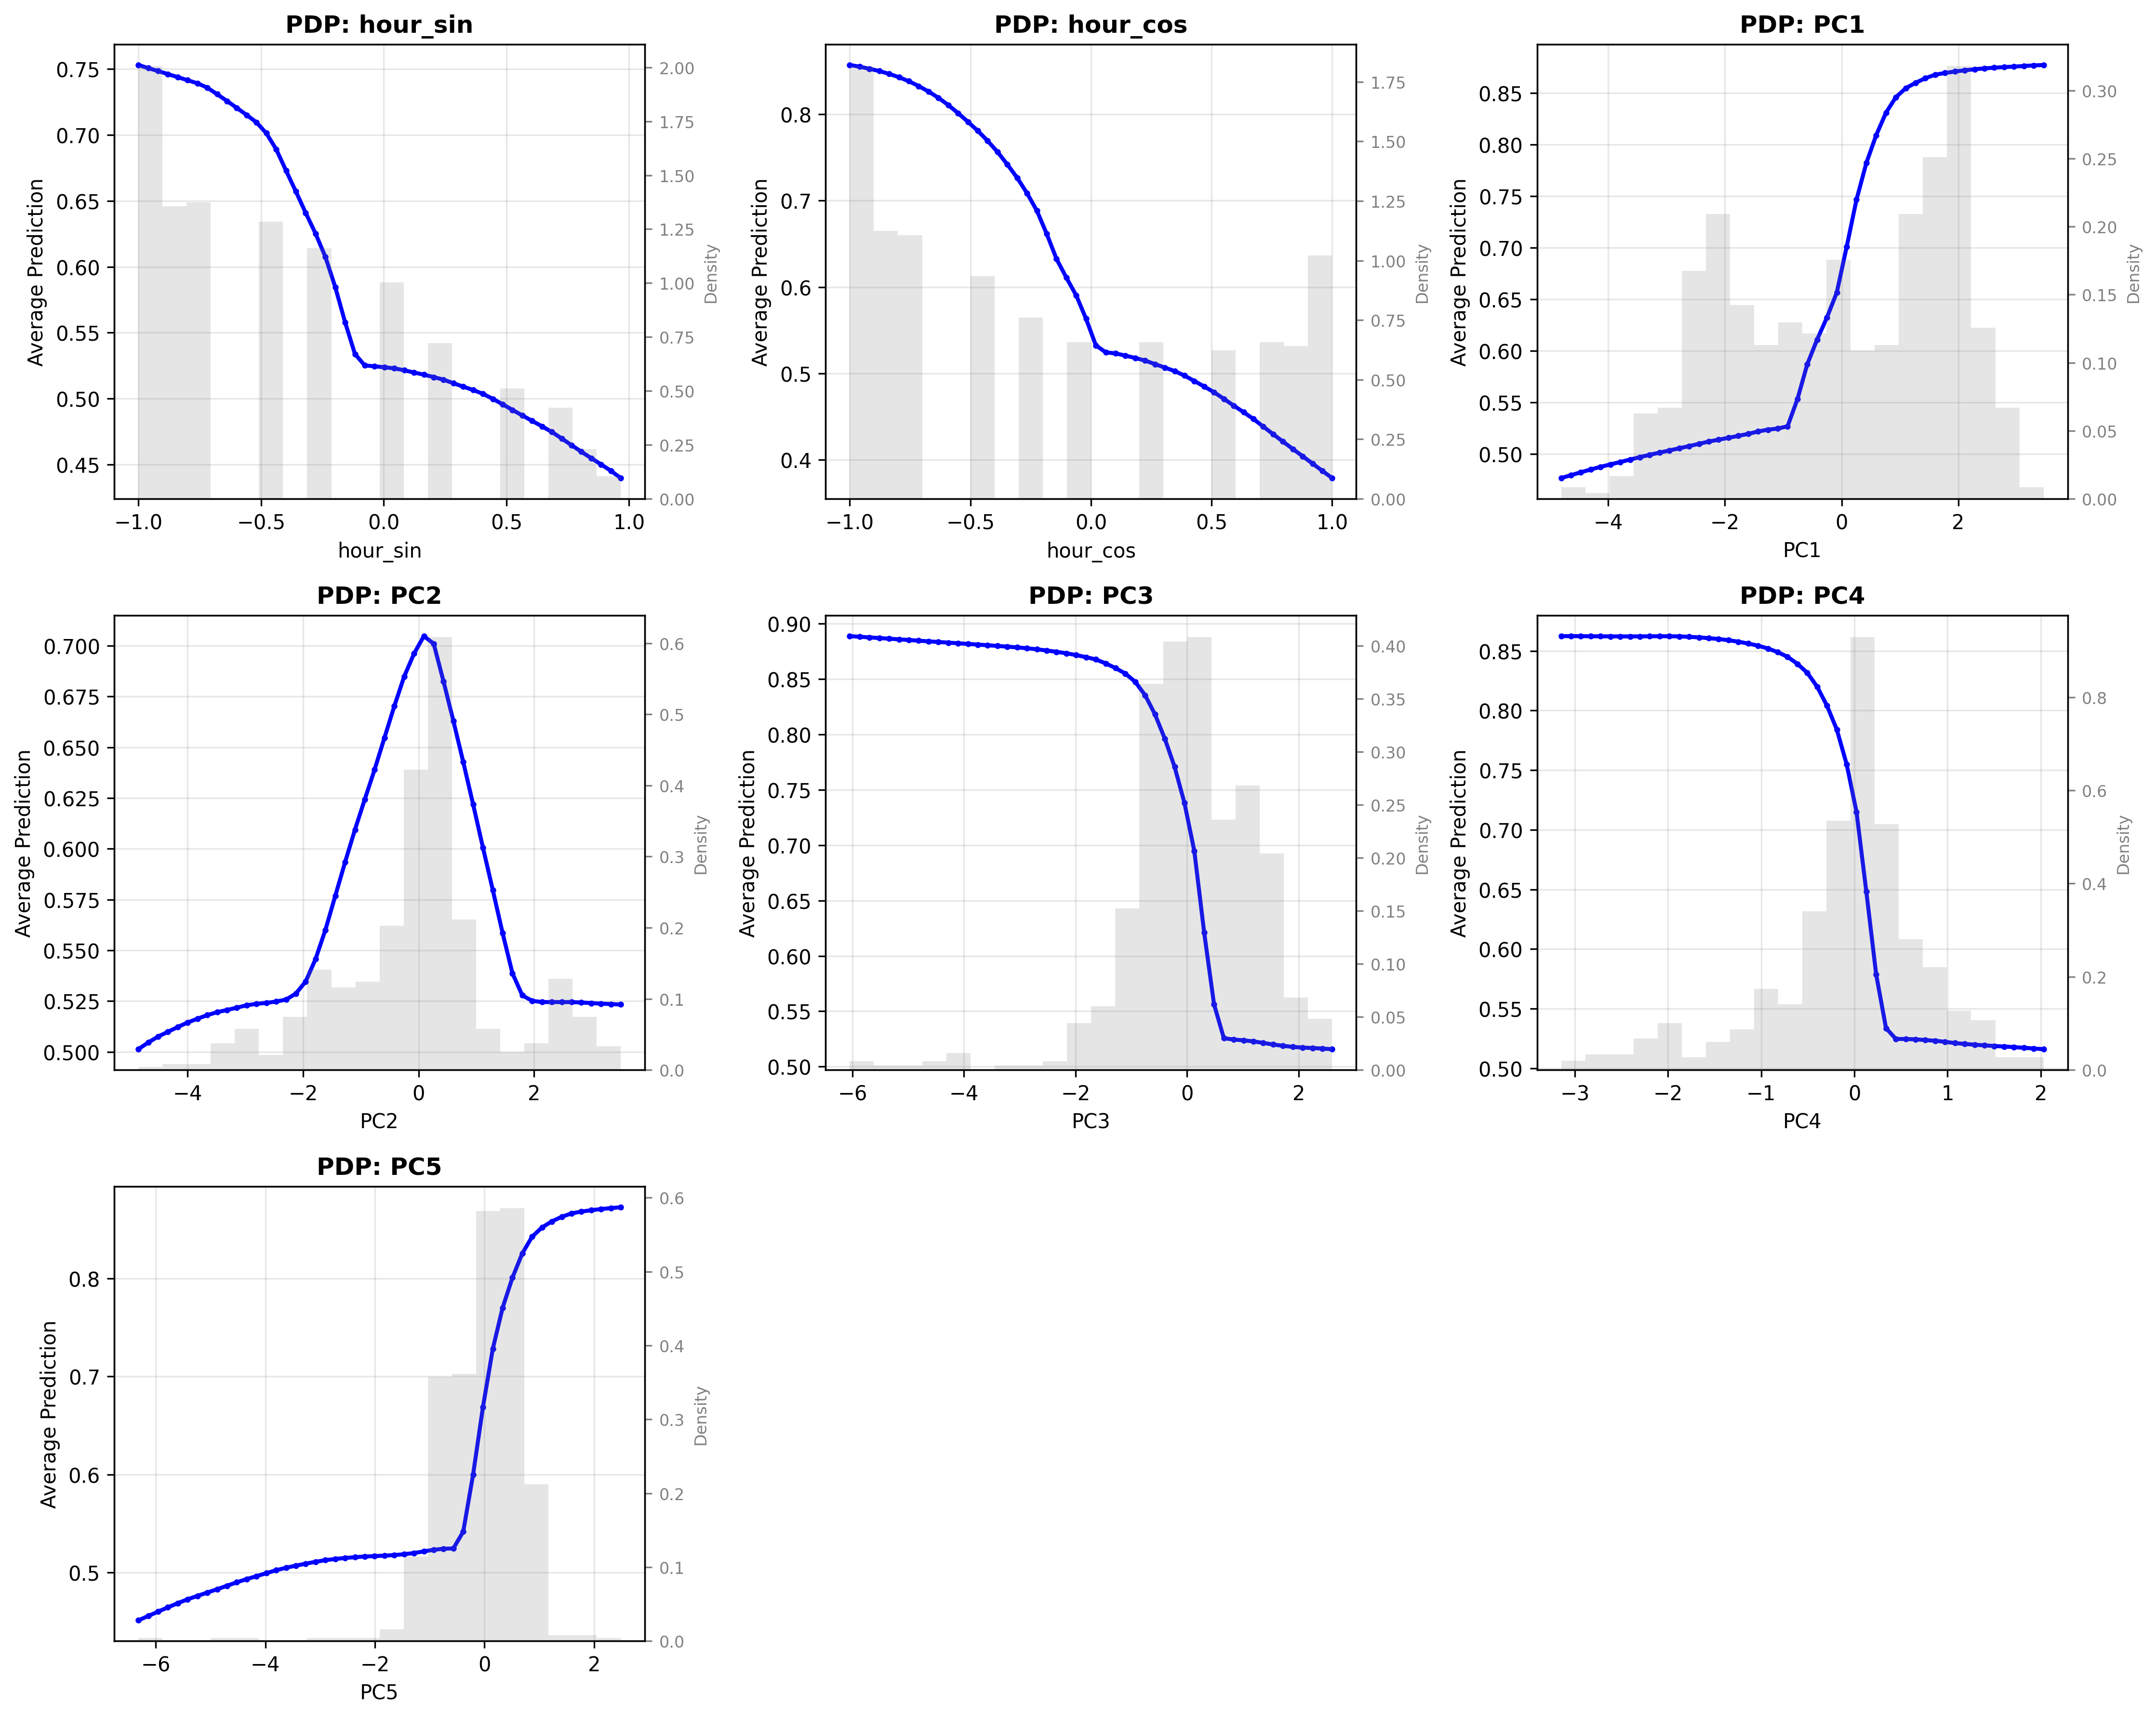 PDP: hour_sin
0.75
0.70
0.65
0.60
0.55
0.50
0.45
Average Prediction
2.00
1.75
1.50
1.25
1.00
0.75
0.50
0.25
0.00
Density
−1.0 −0.5 0.0 0.5 1.0
hour_sin
PDP: hour_cos
0.8
0.7
0.6
0.5
0.4
Average Prediction
1.75
1.50
1.25
1.00
0.75
0.50
0.25
0.00
Density
−1.0 −0.5 0.0 0.5 1.0
hour_cos
PDP: PC1
0.85
0.80
0.75
0.70
0.65
0.60
0.55
0.50
Average Prediction
0.30
0.25
0.20
0.15
0.10
0.05
0.00
Density
−4 −2 0 2
PC1
PDP: PC2
0.700
0.675
0.650
0.625
0.600
0.575
0.550
0.525
0.500
Average Prediction
0.6
0.5
0.4
0.3
0.2
0.1
0.0
Density
−4 −2 0 2
PC2
PDP: PC3
0.90
0.85
0.80
0.75
0.70
0.65
0.60
0.55
0.50
Average Prediction
0.40
0.35
0.30
0.25
0.20
0.15
0.10
0.05
0.00
Density
−6 −4 −2 0 2
PC3
PDP: PC4
0.85
0.80
0.75
0.70
0.65
0.60
0.55
0.50
Average Prediction
0.8
0.6
0.4
0.2
0.0
Density
−3 −2 −1 0 1 2
PC4
PDP: PC5
0.8
0.7
0.6
0.5
Average Prediction
0.6
0.5
0.4
0.3
0.2
0.1
0.0
Density
−6 −4 −2 0 2
PC5